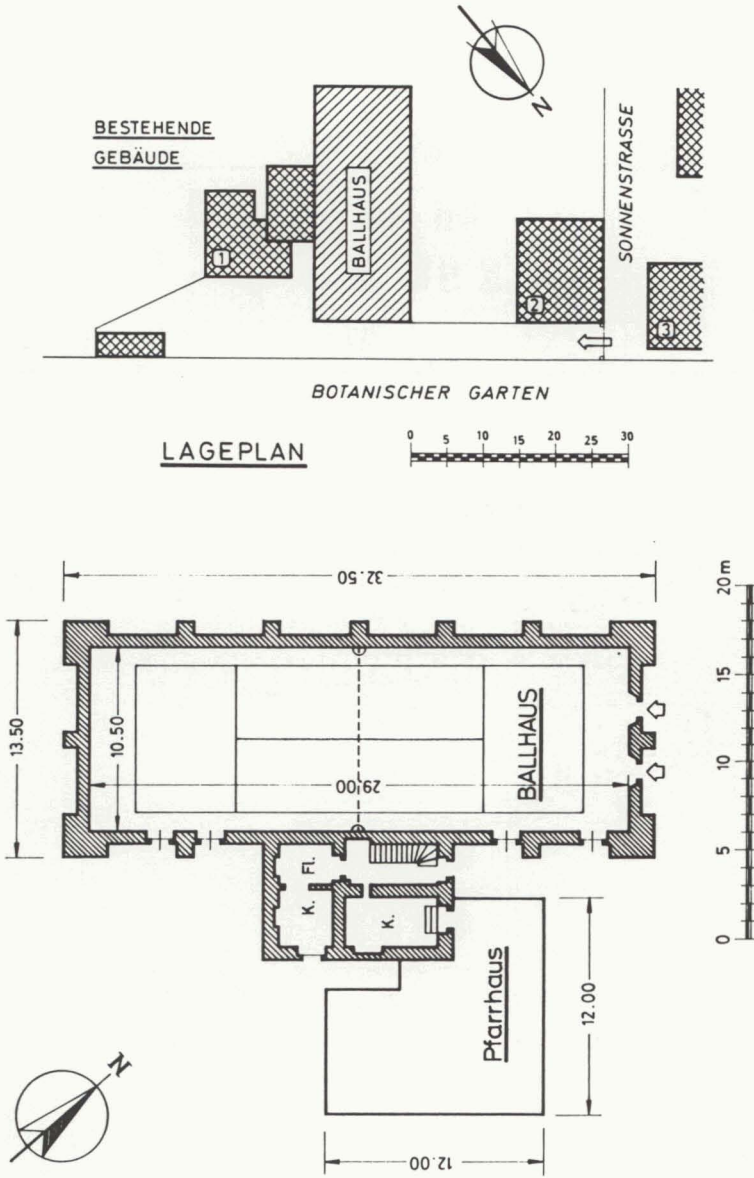 N
BESTEHENDE
GEBÄUDE
BALLHAUS
SONNENSTRASSE
1
2
3
BOTANISCHER GARTEN
LAGEPLAN
0 5 10 15 20 25 30
32.50
20 m
13.50
10.50
BALLHAUS
15
29.00
10
Fl.
K.
K.
5
0
Pfarrhaus
12.00
N
12.00